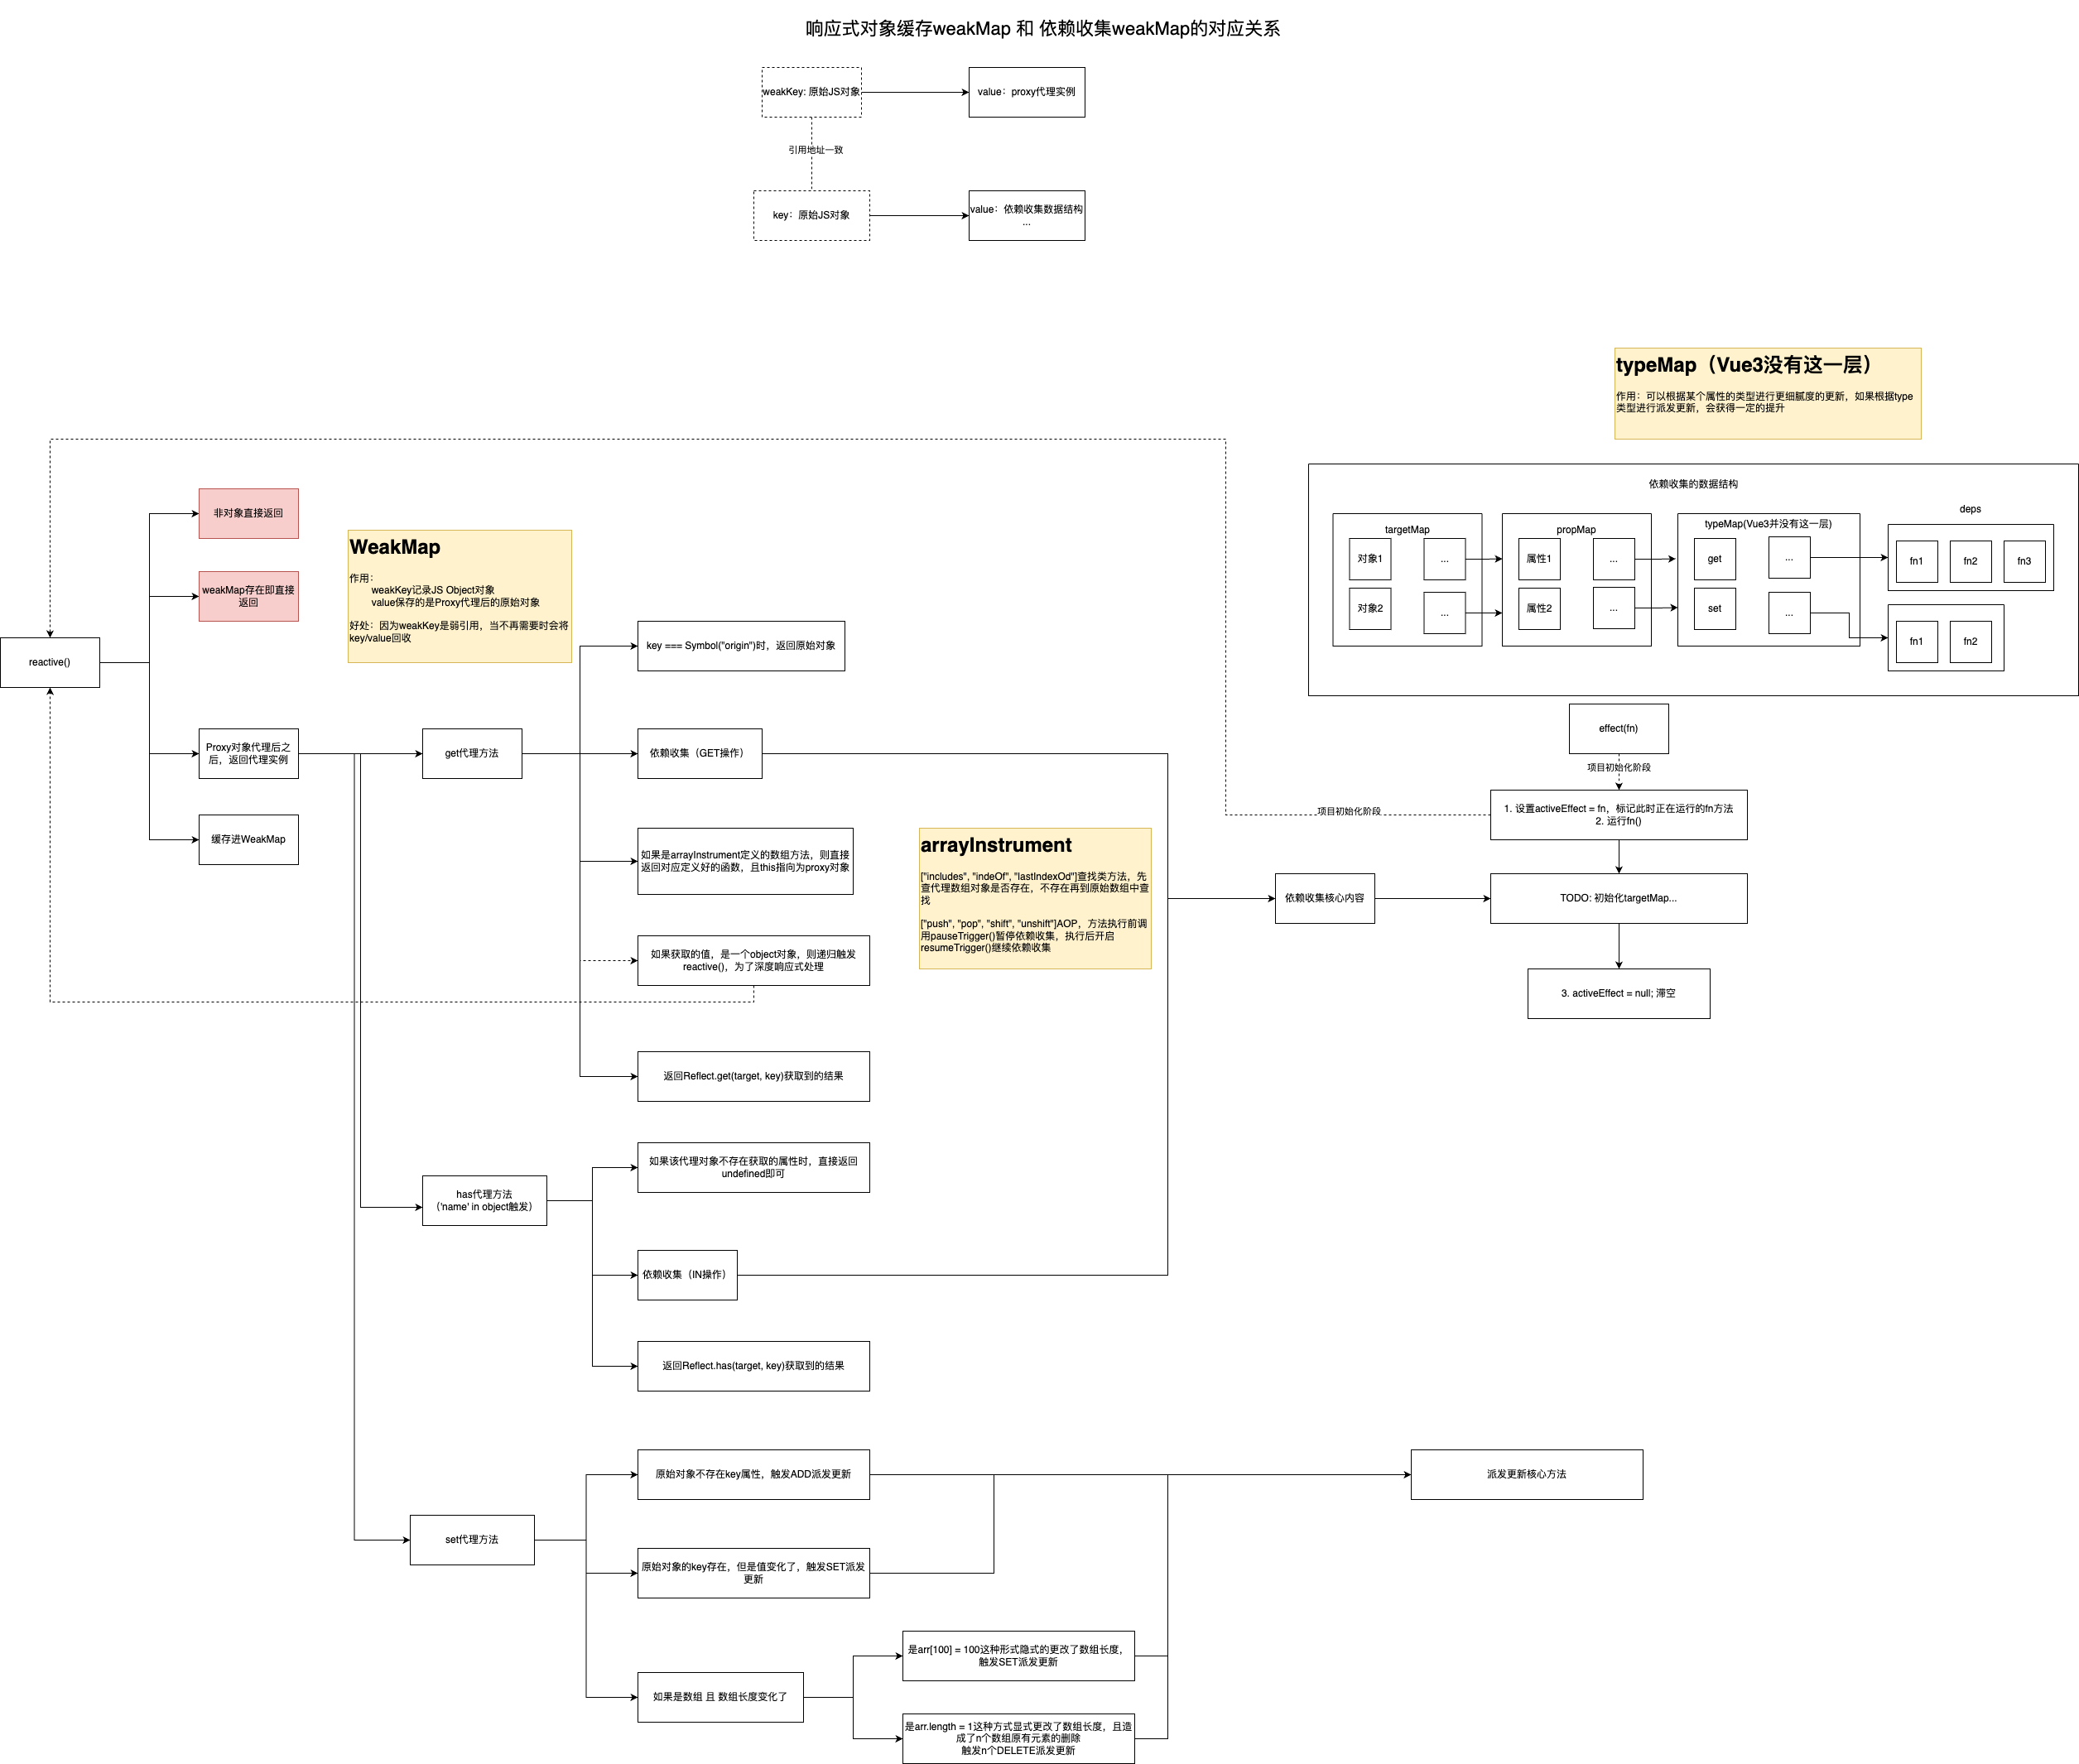 响应式对象缓存weakMap 和 依赖收集weakMap的对应关系
weakKey: 原始JS对象
value：proxy代理实例
引用地址一致
key：原始JS对象
value：依赖收集数据结构
...
typeMap（Vue3没有这一层）
作用：可以根据某个属性的类型进行更细腻度的更新，如果根据type
类型进行派发更新，会获得一定的提升
依赖收集的数据结构
targetMap
对象1
...
对象2
...
propMap
属性1
...
属性2
...
typeMap(Vue3并没有这一层)
get
...
set
...
deps
fn1
fn2
fn3
fn1
fn2
effect(fn)
项目初始化阶段
1. 设置activeEffect = fn，标记此时正在运行的fn方法
2. 运行fn()
项目初始化阶段
TODO: 初始化targetMap...
3. activeEffect = null; 滞空
依赖收集核心内容
reactive()
非对象直接返回
weakMap存在即直接
返回
Proxy对象代理后之
后，返回代理实例
缓存进WeakMap
WeakMap
作用：
weakKey记录JS Object对象
value保存的是Proxy代理后的原始对象
好处：因为weakKey是弱引用，当不再需要时会将
key/value回收
get代理方法
key === Symbol("origin")时，返回原始对象
依赖收集（GET操作）
如果是arrayInstrument定义的数组方法，则直接
返回对应定义好的函数，且this指向为proxy对象
如果获取的值，是一个object对象，则递归触发
reactive()，为了深度响应式处理
返回Reflect.get(target, key)获取到的结果
arrayInstrument
["includes", "indeOf", "lastIndexOd"]查找类方法，先
查代理数组对象是否存在，不存在再到原始数组中查
找
["push", "pop", "shift", "unshift"]AOP，方法执行前调
用pauseTrigger()暂停依赖收集，执行后开启
resumeTrigger()继续依赖收集
has代理方法
（'name' in object触发）
如果该代理对象不存在获取的属性时，直接返回
undefined即可
依赖收集（IN操作）
返回Reflect.has(target, key)获取到的结果
set代理方法
原始对象不存在key属性，触发ADD派发更新
原始对象的key存在，但是值变化了，触发SET派发
更新
如果是数组 且 数组长度变化了
是arr[100] = 100这种形式隐式的更改了数组长度，
触发SET派发更新
是arr.length = 1这种方式显式更改了数组长度，且造
成了n个数组原有元素的删除
触发n个DELETE派发更新
派发更新核心方法